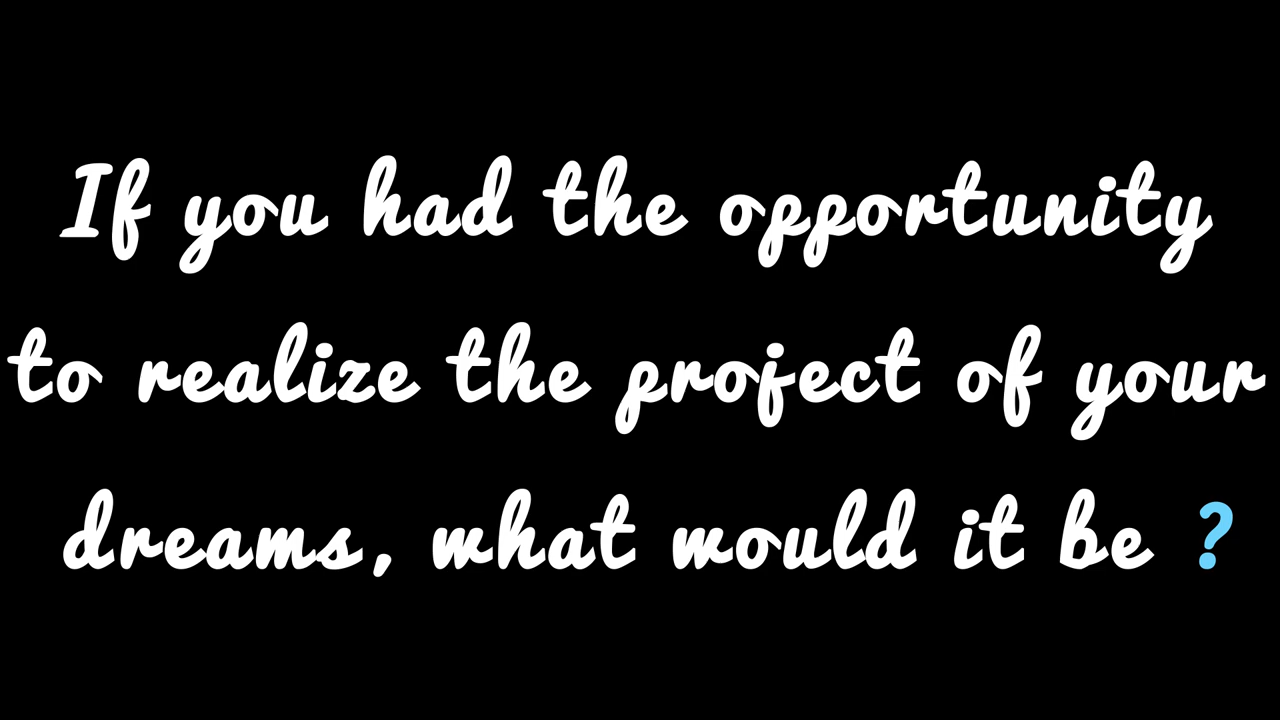 If you had the opportunity
to realize the project of your
dreams, what would it be ?